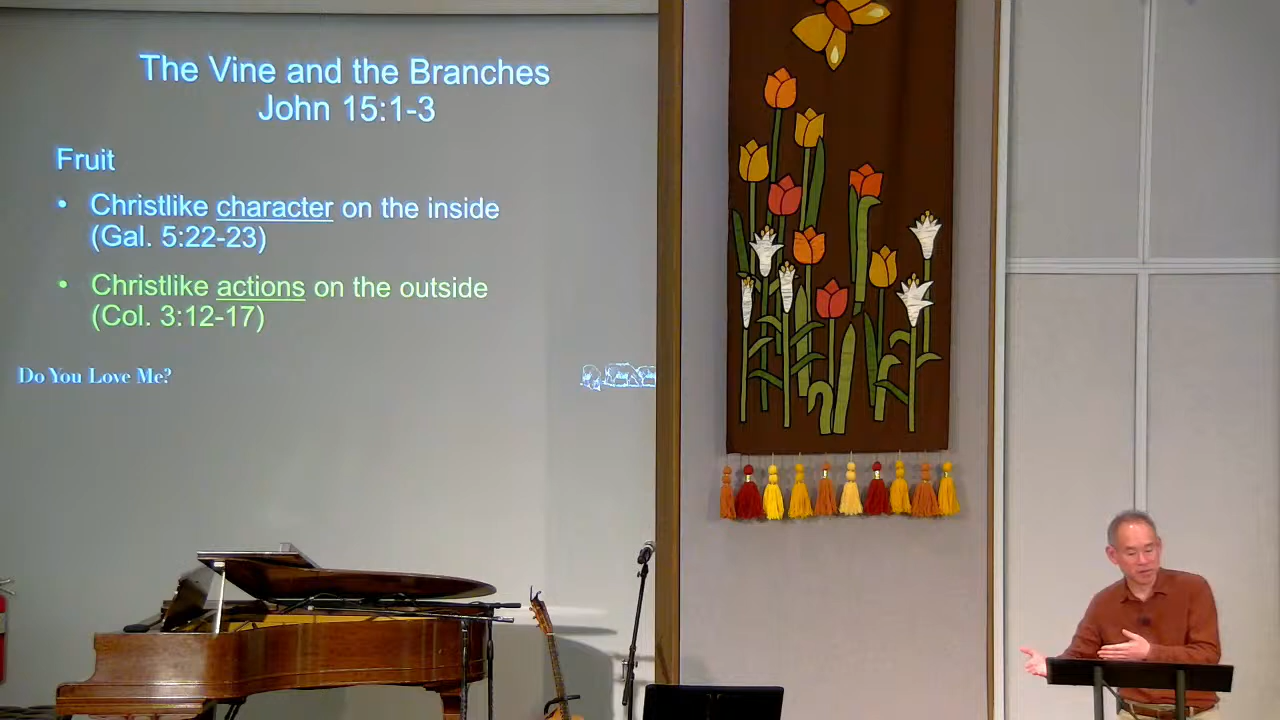 The Vine and the Branches
John 15:1-3
Fruit
• Christlike character on the inside
(Gal. 5:22-23)
• Christlike actions on the outside
(Col. 3:12-17)
Do You Love Me?